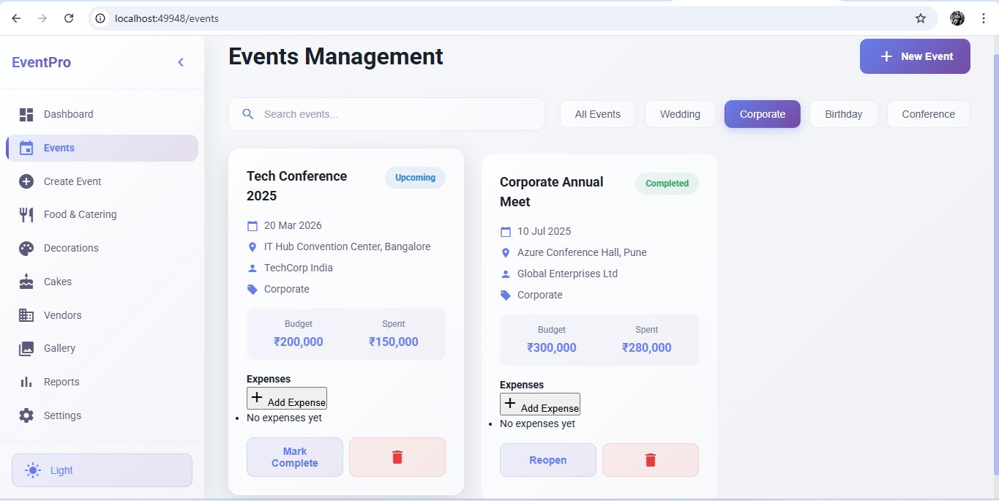 localhost:49948/events
EventPro
Dashboard
Events
Create Event
Food & Catering
Decorations
Cakes
Vendors
Gallery
Reports
Settings
Light
Events Management
New Event
Search events...
All Events
Wedding
Corporate
Birthday
Conference
Tech Conference
2025
Upcoming
20 Mar 2026
IT Hub Convention Center, Bangalore
TechCorp India
Corporate
Budget Spent
₹200,000 ₹150,000
Expenses
Add Expense
No expenses yet
Mark
Complete
Corporate Annual
Meet
Completed
10 Jul 2025
Azure Conference Hall, Pune
Global Enterprises Ltd
Corporate
Budget Spent
₹300,000 ₹280,000
Expenses
Add Expense
No expenses yet
Reopen